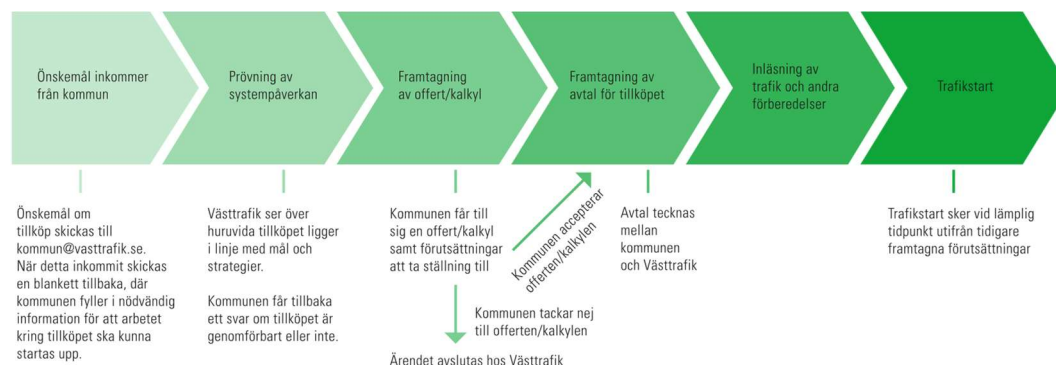 Önskemål inkommer
från kommun
Prövning av
systempåverkan
Framtagning
av offert/kalkyl
Framtagning av
avtal för tillköpet
Inläsning av
trafik och andra
förberedelser
Trafikstart
Önskemål om
tillköp skickas till
kommun@vasttrafik.se.
När detta inkommit skickas
en blankett tillbaka, där
kommunen fyller i nödvändig
information för att arbetet
kring tillköpet ska kunna
startas upp.
Västtrafik ser över
huruvida tillköpet ligger
i linje med mål och
strategier.
Kommunen får tillbaka
ett svar om tillköpet är
genomförbart eller inte.
Kommunen får till
sig en offert/kalkyl
samt förutsättningar
att ta ställning till
Kommunen accepterar
offerten/kalkylen
Kommunen tackar nej
till offerten/kalkylen
Ärendet avslutas hos Västtrafik
Avtal tecknas
mellan
kommunen
och Västtrafik
Trafikstart sker vid lämplig
tidpunkt utifrån tidigare
framtagna förutsättningar